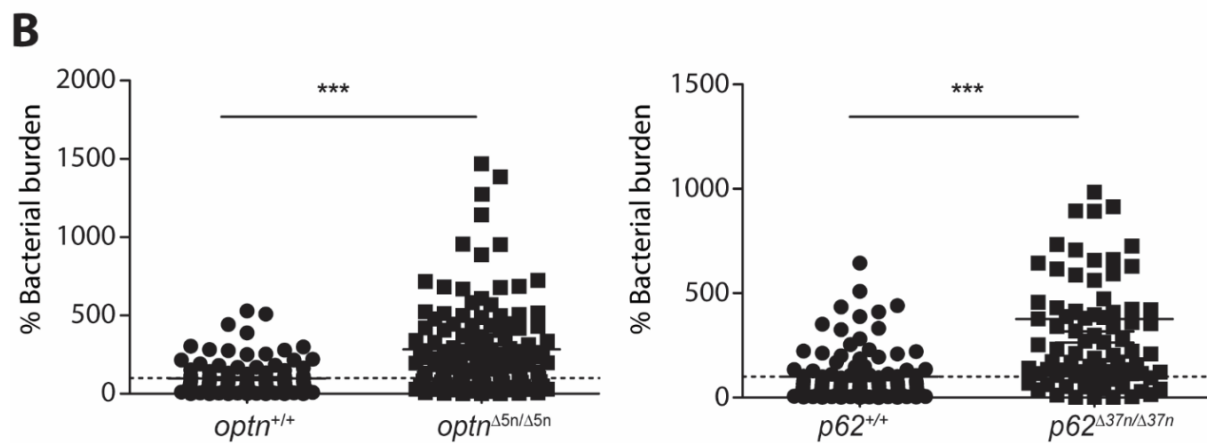 B
% Bacterial burden
2000
1500
1000
500
0
***
optn+/+
optnΔ5n/Δ5n
% Bacterial burden
1500
1000
500
0
***
p62+/+
p62Δ37n/Δ37n